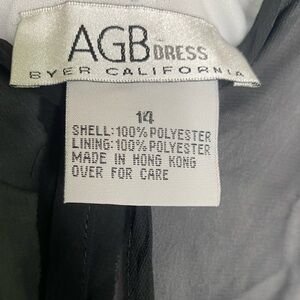 AGB DRESS
BYER CALIFORNIA
14
SHELL:100% POLYESTER
LINING:100% POLYESTER
MADE IN HONG KONG
OVER FOR CARE